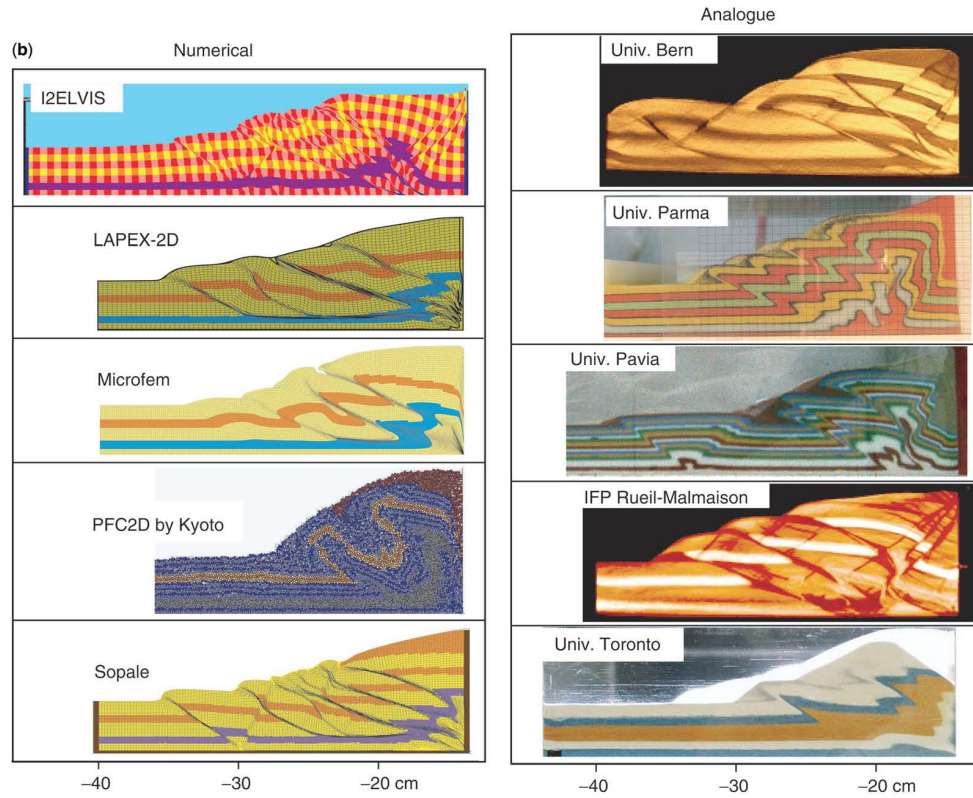 (b)
Numerical
I2ELVIS
LAPEX-2D
Microfem
PFC2D by Kyoto
Sopale
−40
−30
−20 cm
Analogue
Univ. Bern
Univ. Parma
Univ. Pavia
IFP Rueil-Malmaison
Univ. Toronto
−40
−30
−20 cm